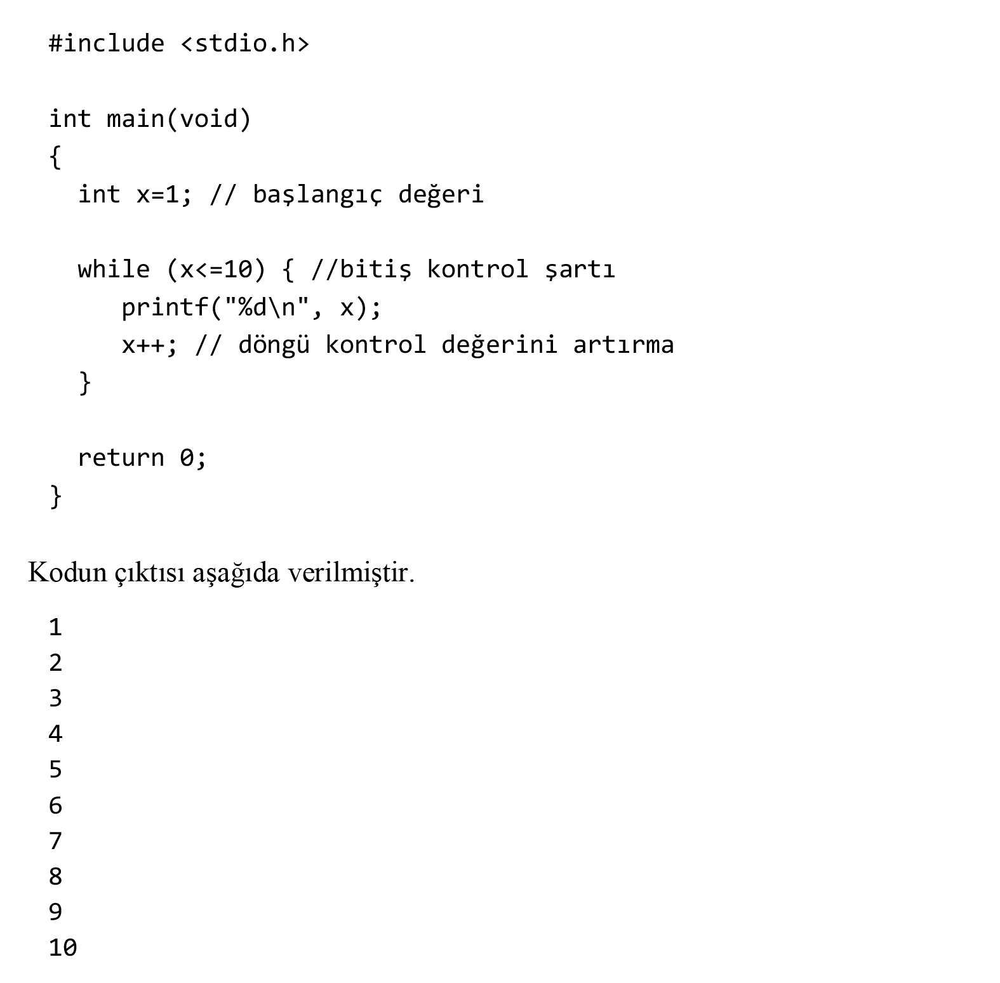 #include <stdio.h>
int main(void)
{
int x=1; // başlangıç değeri
while (x<=10) { //bitiş kontrol şartı
printf("%d\n", x);
x++; // döngü kontrol değerini artırma
}
return 0;
}
Kodun çıktısı aşağıda verilmiştir.
1
2
3
4
5
6
7
8
9
10